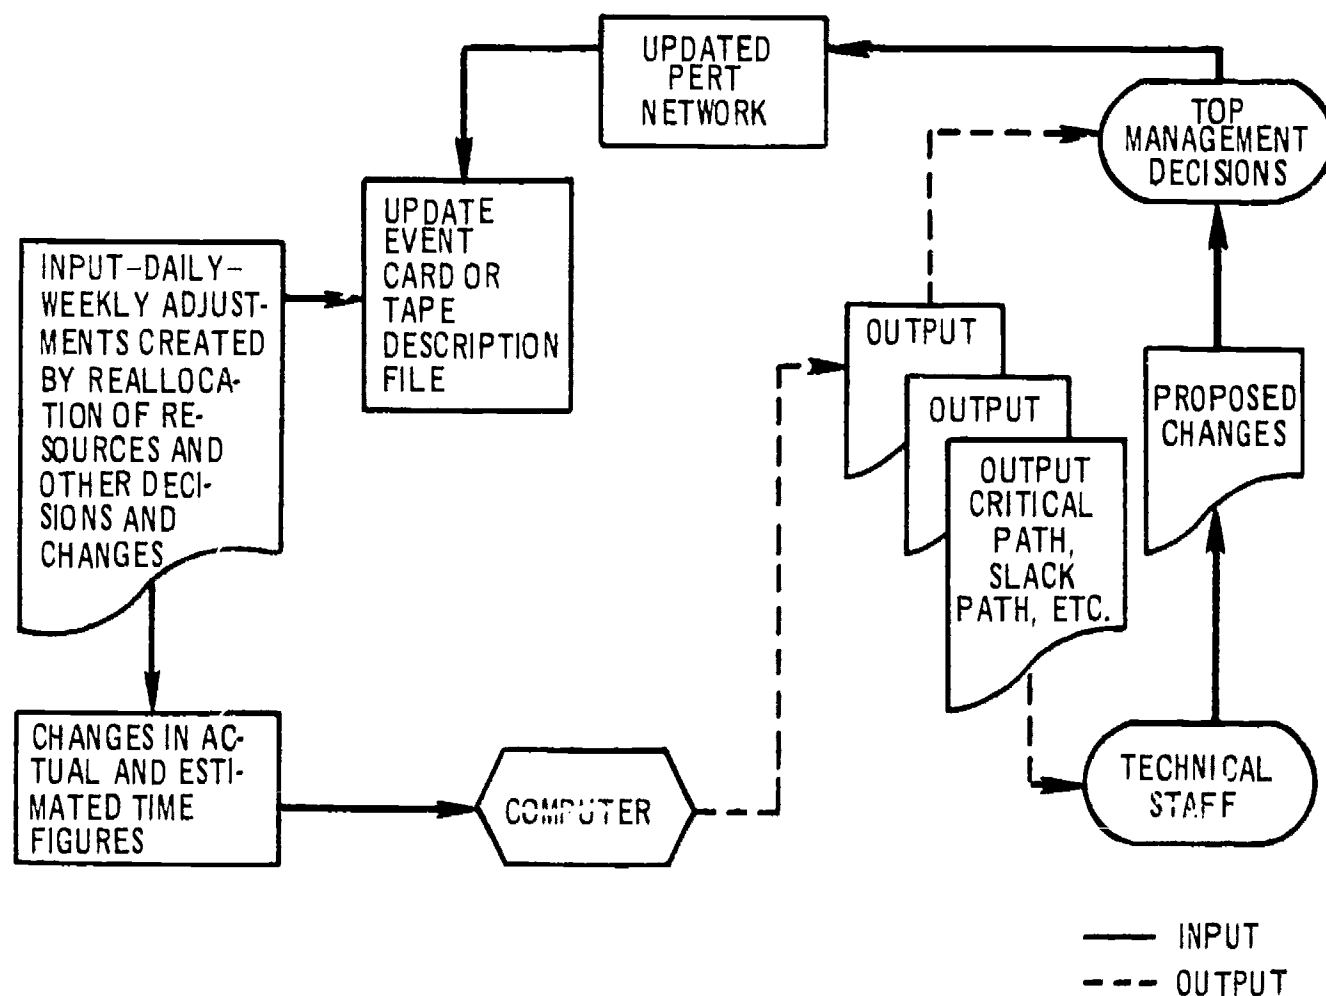 UPDATED
PERT
NETWORK
TOP
MANAGEMENT
DECISIONS
UPDATE
EVENT
CARD OR
TAPE
DESCRIPTION
FILE
INPUT-DAILY-
WEEKLY ADJUST-
MENTS CREATED
BY REALLOCA-
TION OF RE-
SOURCES AND
OTHER DECI-
SIONS AND
CHANGES
OUTPUT
OUTPUT
OUTPUT
CRITICAL
PATH,
SLACK
PATH, ETC.
PROPOSED
CHANGES
CHANGES IN AC-
TUAL AND ESTI-
MATED TIME
FIGURES
COMPUTER
TECHNICAL
STAFF
INPUT
OUTPUT